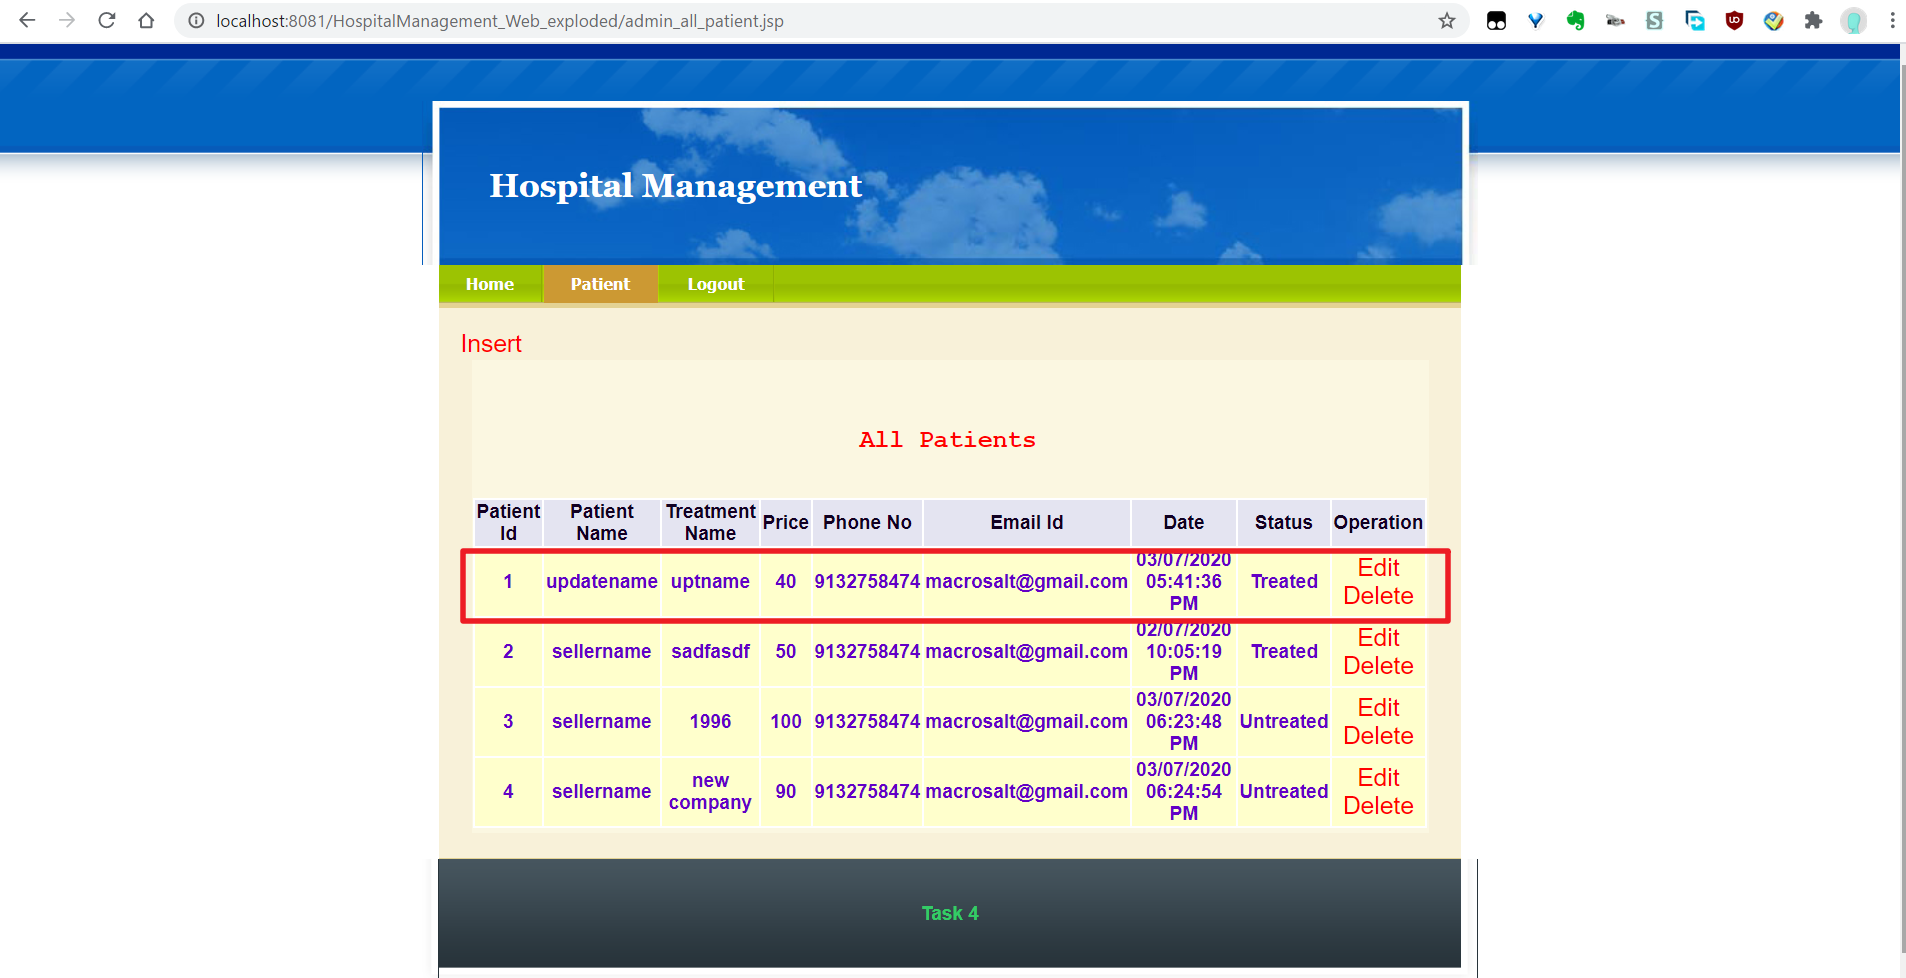 localhost:8081/HospitalManagement_Web_exploded/admin_all_patient.jsp
Hospital Management
Home Patient Logout
Insert
All Patients
Patient Id Patient Name Treatment Name Price Phone No Email Id Date Status Operation
1 updatename uptname 40 9132758474 macrosalt@gmail.com 03/07/2020 05:41:36 PM Treated Edit Delete
2 sellername sadfasdf 50 9132758474 macrosalt@gmail.com 02/07/2020 10:05:19 PM Treated Edit Delete
3 sellername 1996 100 9132758474 macrosalt@gmail.com 03/07/2020 06:23:48 PM Untreated Edit Delete
4 sellername new company 90 9132758474 macrosalt@gmail.com 03/07/2020 06:24:54 PM Untreated Edit Delete
Task 4